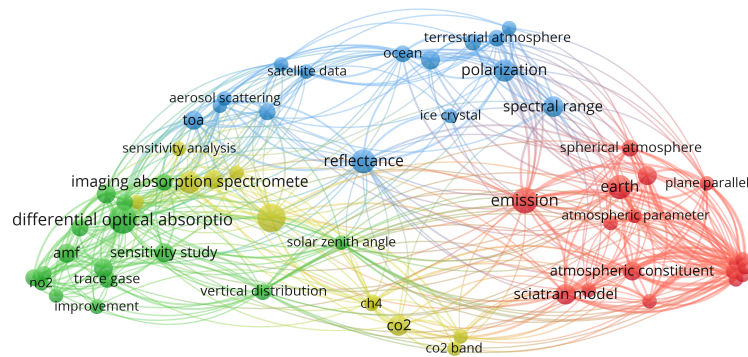 terrestrial atmosphere
ocean
satellite data
polarization
aerosol scattering
spectral range
toa
ice crystal
sensitivity analysis
spherical atmosphere
reflectance
imaging absorption spectromete
earth
plane parallel
emission
differential optical absorptio
atmospheric parameter
solar zenith angle
amf
sensitivity study
atmospheric constituent
no2
trace gase
vertical distribution
sciatran model
improvement
ch4
co2
co2 band